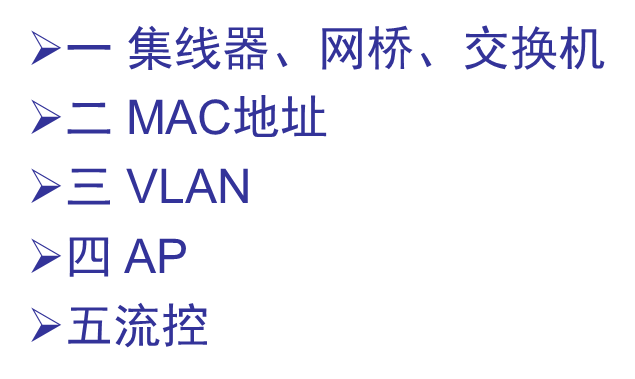 一 集线器、网桥、交换机
二 MAC地址
三 VLAN
四 AP
五流控